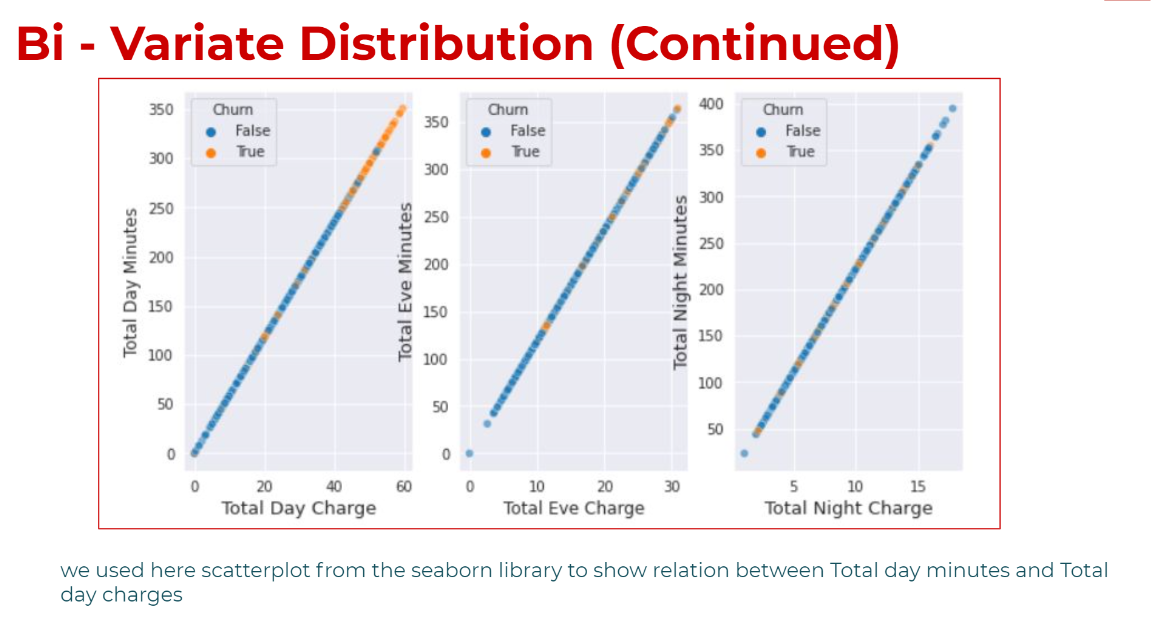 Bi - Variate Distribution (Continued)
Churn
False
True
350
300
250
200
150
100
50
0
Total Day Minutes
0 20 40 60
Total Day Charge
Churn
False
True
350
300
250
200
150
100
50
0
Total Eve Minutes
0 10 20 30
Total Eve Charge
Churn
False
True
400
350
300
250
200
150
100
50
Total Night Minutes
5 10 15
Total Night Charge
we used here scatterplot from the seaborn library to show relation between Total day minutes and Total
day charges